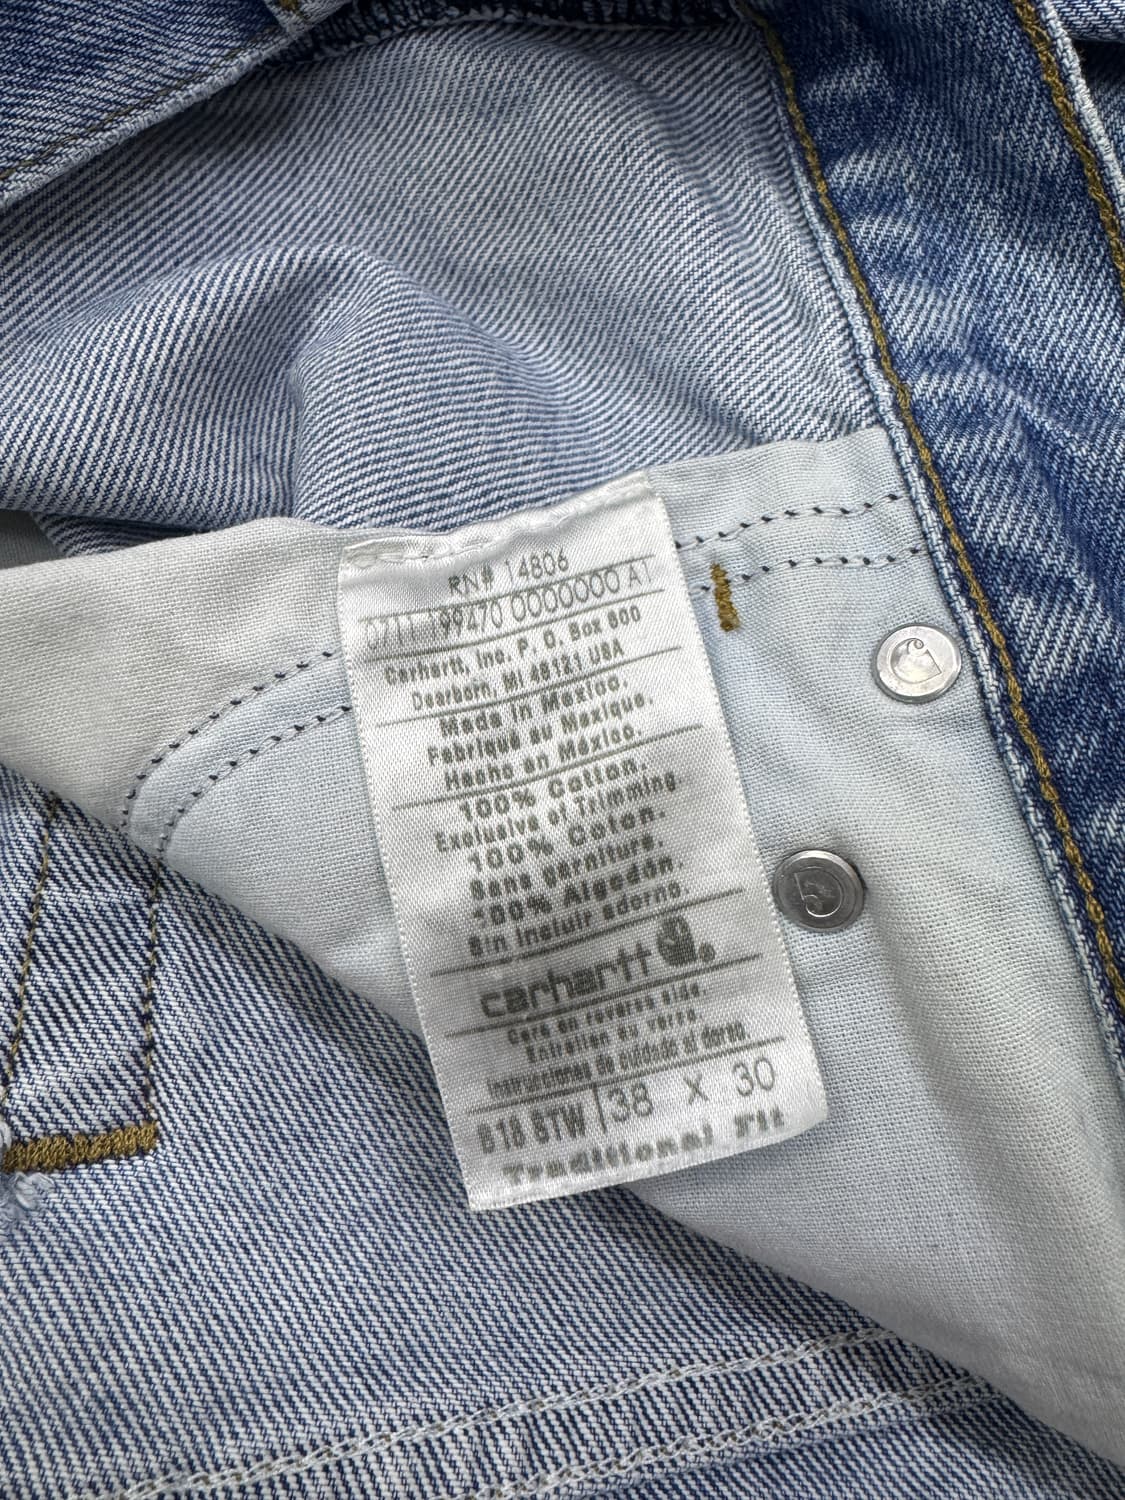 RN# 14806
0711 199470 0000000 A1
Carhartt, Inc. P. O. Box 600
Dearborn, MI 48121 USA
Made in Mexico.
Fabriqué au Mexique.
Hecho en México.
100% Cotton.
Exclusive of Trimming
100% Coton.
Sans garniture.
100% Algodón.
Sin incluir adorno.
carhartt
Care on reverse side.
Entretien au verso.
Instrucciones de cuidado al dorso.
B18 STW 38 X 30
Traditional Fit